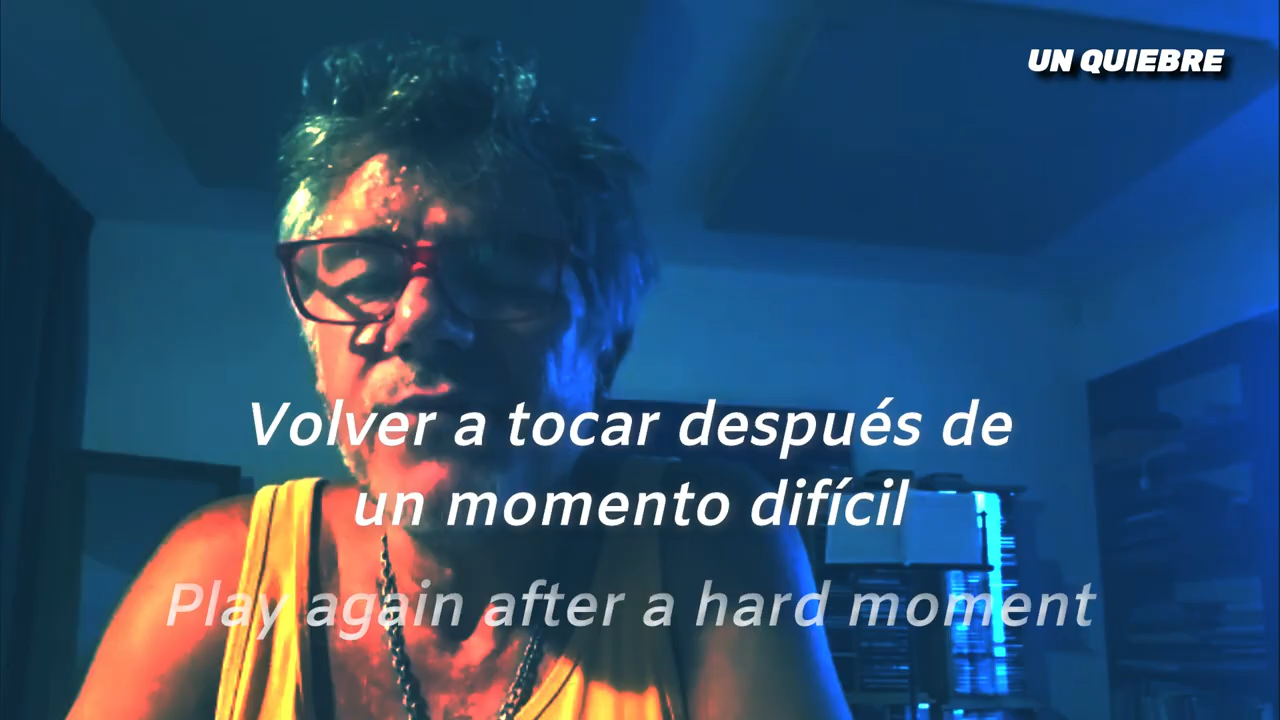 UN QUIEBRE
Volver a tocar después de
un momento difícil
Play again after a hard moment